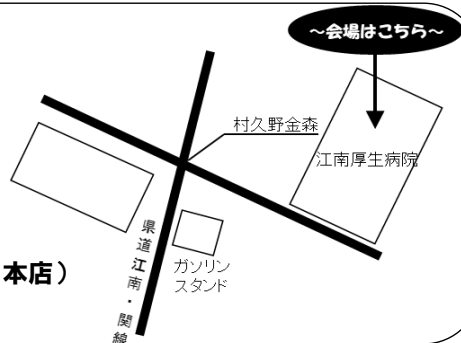 ～会場はこちら～
村久野金森
江南厚生病院
県道江南・関線
ガソリン
スタンド
本店）